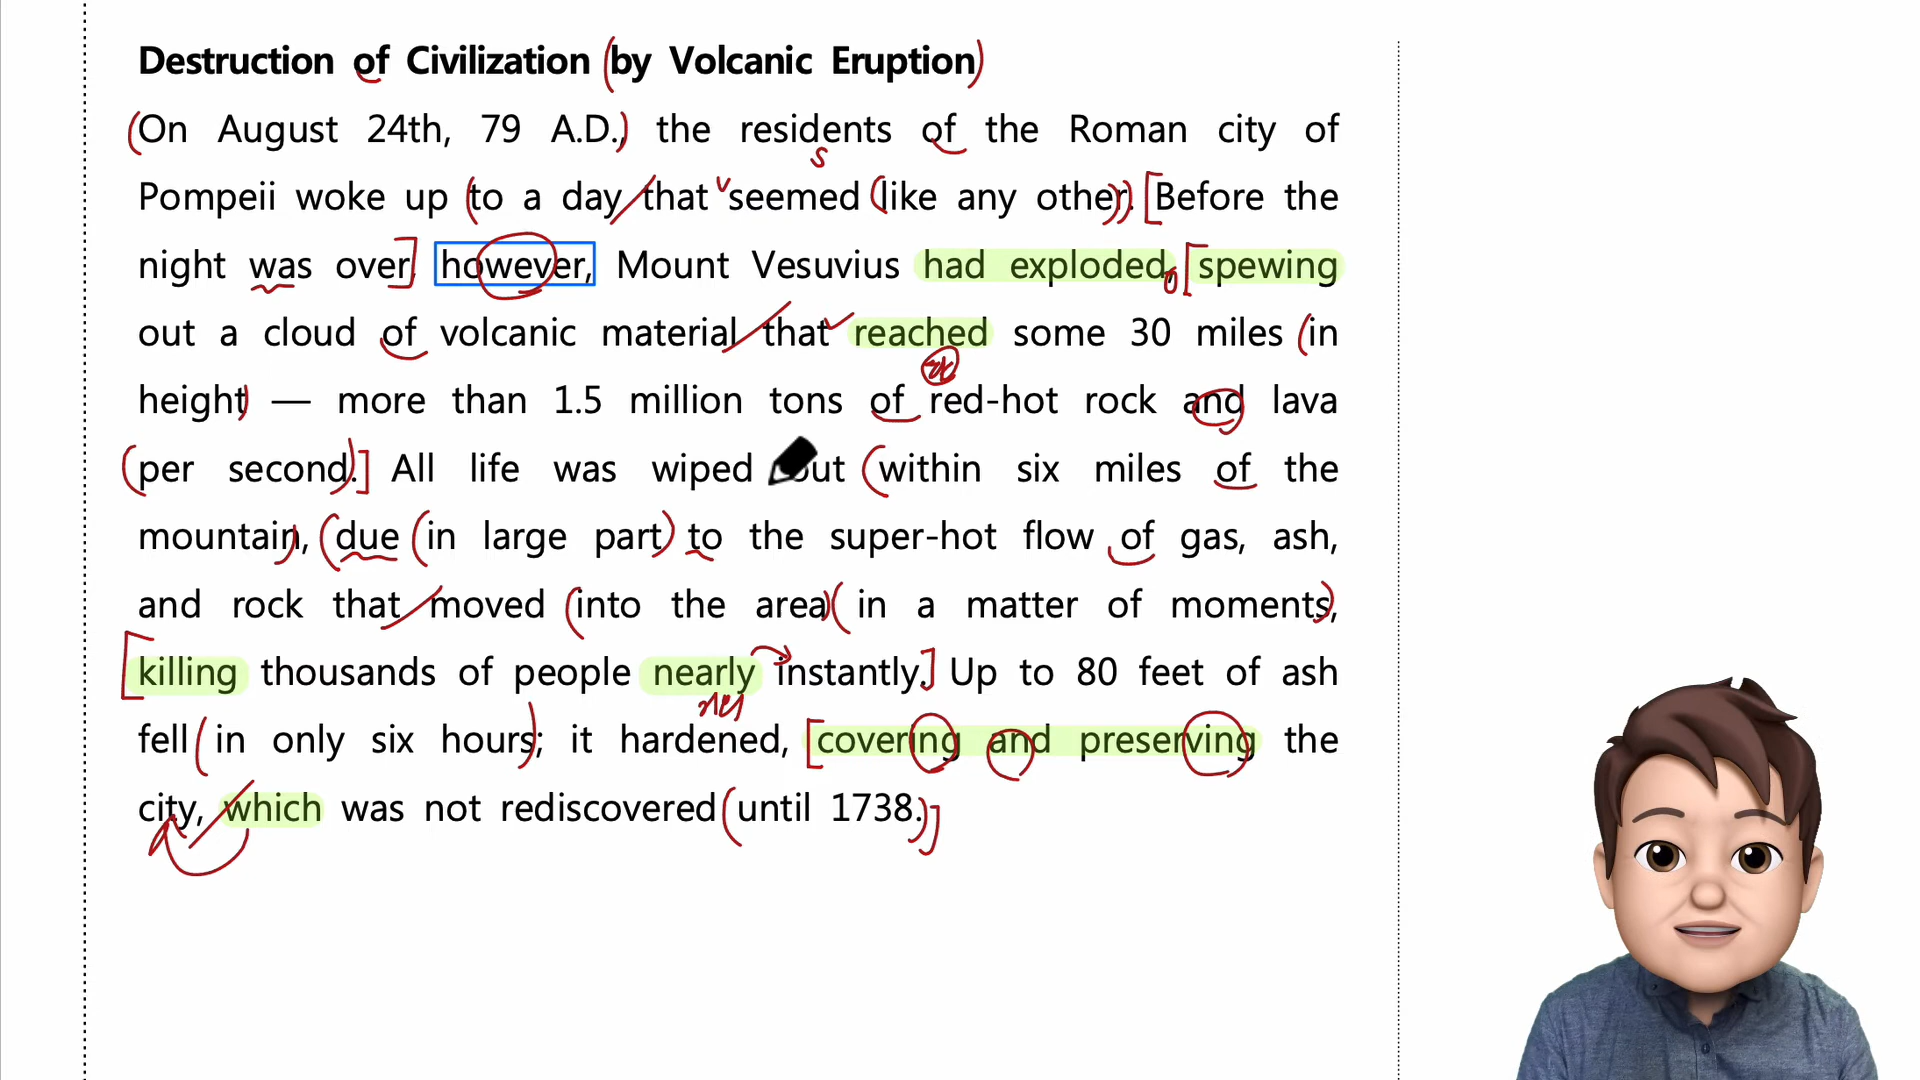 Destruction of Civilization by Volcanic Eruption
On August 24th, 79 A.D., the residents of the Roman city of
Pompeii woke up to a day that seemed like any other. Before the
night was over, however, Mount Vesuvius had exploded, spewing
out a cloud of volcanic material that reached some 30 miles in
height — more than 1.5 million tons of red-hot rock and lava
per second. All life was wiped out within six miles of the
mountain, due in large part to the super-hot flow of gas, ash,
and rock that moved into the area in a matter of moments,
killing thousands of people nearly instantly. Up to 80 feet of ash
fell in only six hours; it hardened, covering and preserving the
city, which was not rediscovered until 1738.